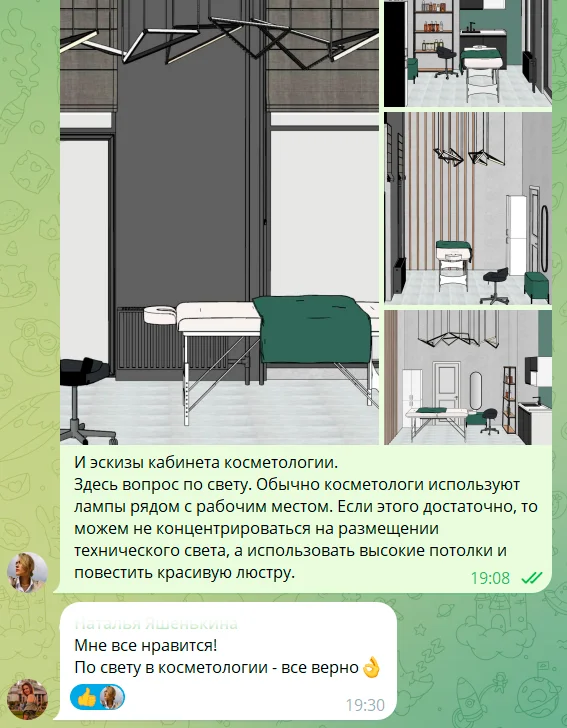 И эскизы кабинета косметологии.
Здесь вопрос по свету. Обычно косметологи используют
лампы рядом с рабочим местом. Если этого достаточно, то
можем не концентрироваться на размещении
технического света, а использовать высокие потолки и
повестить красивую люстру.
19:08
Наталья Яшенькина
Мне все нравится!
По свету в косметологии - все верно👌
👍
19:30